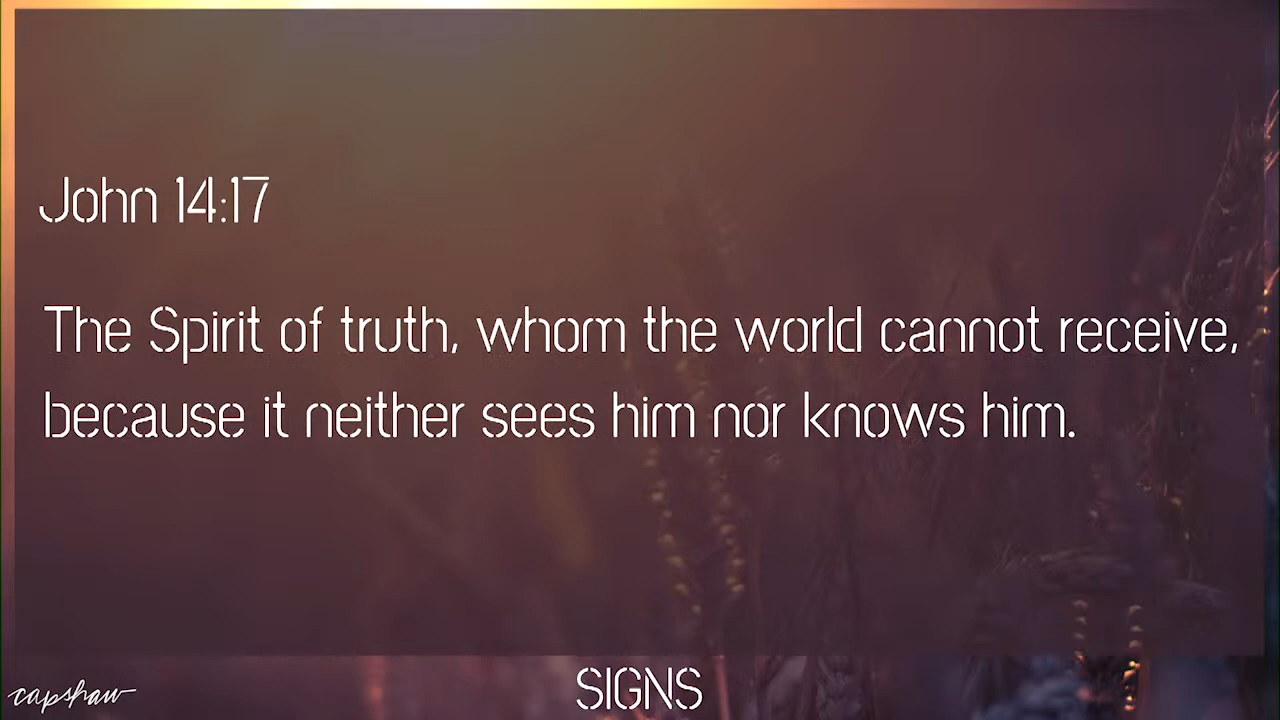 John 14:17
The Spirit of truth, whom the world cannot receive,
because it neither sees him nor knows him.
capshaw
SIGNS